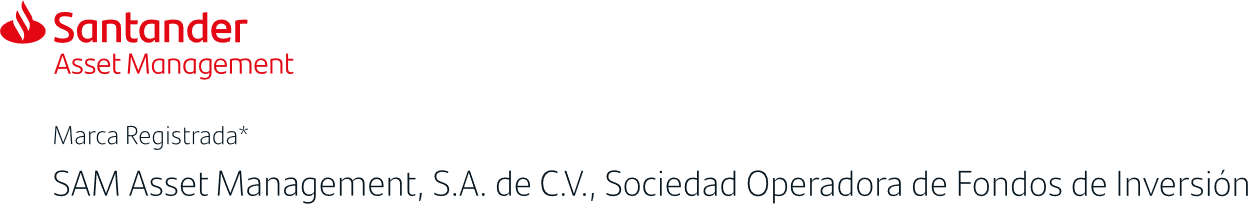 Santander
Asset Management
Marca Registrada*
SAM Asset Management, S.A. de C.V., Sociedad Operadora de Fondos de Inversión